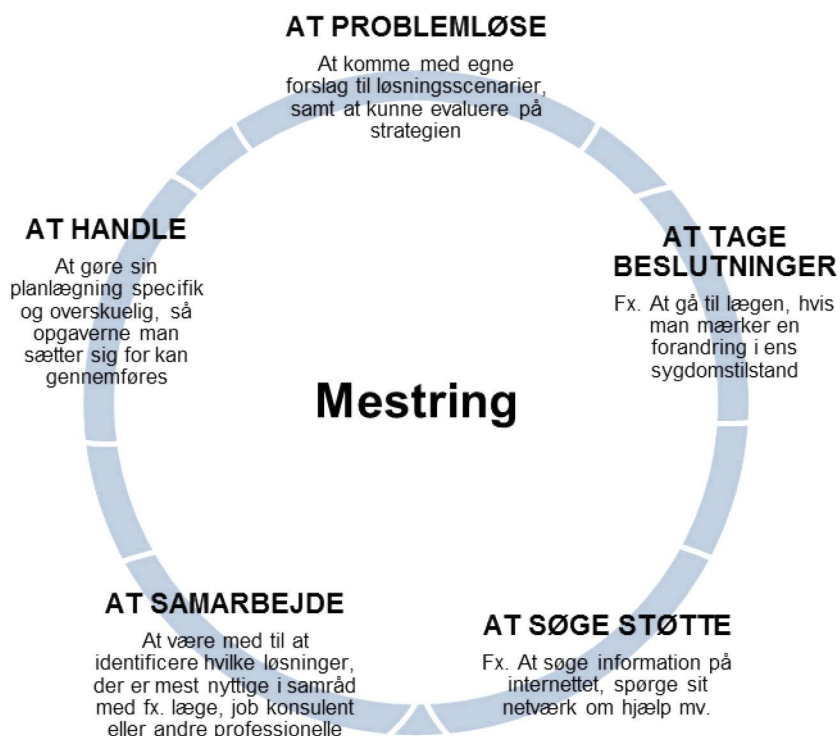 AT PROBLEMLØSE
At komme med egne
forslag til løsningsscenarier,
samt at kunne evaluere på
strategien
AT TAGE
BESLUTNINGER
Fx. At gå til lægen, hvis
man mærker en
forandring i ens
sygdomstilstand
AT SØGE STØTTE
Fx. At søge information på
internettet, spørge sit
netværk om hjælp mv.
AT SAMARBEJDE
At være med til at
identificere hvilke løsninger,
der er mest nyttige i samråd
med fx. læge, job konsulent
eller andre professionelle
AT HANDLE
At gøre sin
planlægning specifik
og overskuelig, så
opgaverne man
sætter sig for kan
gennemføres
Mestring